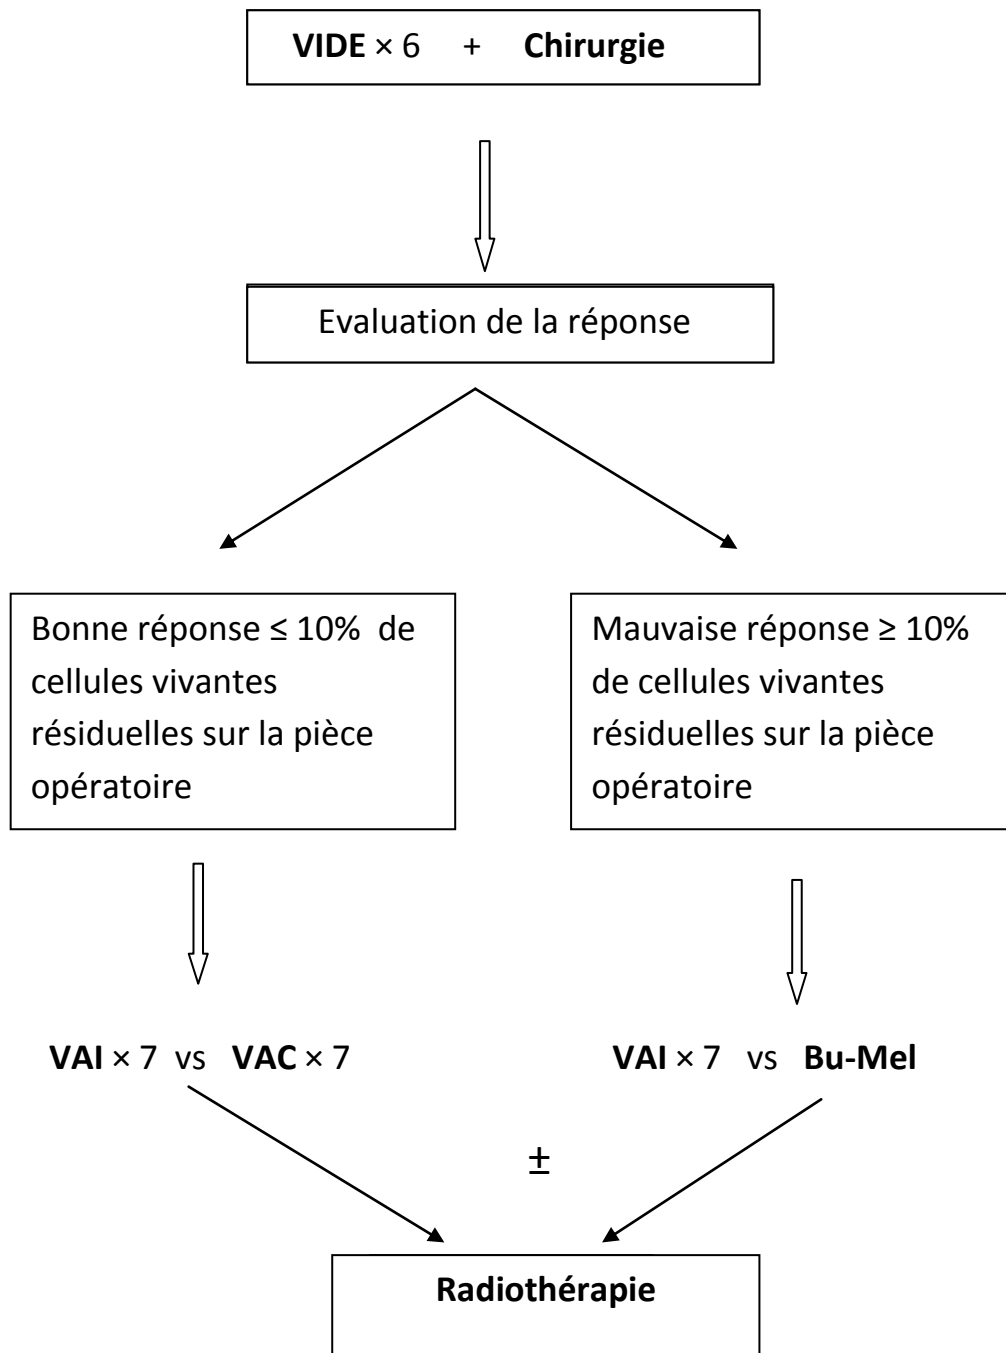 VIDE × 6 + Chirurgie
Evaluation de la réponse
Bonne réponse ≤ 10% de
cellules vivantes
résiduelles sur la pièce
opératoire
Mauvaise réponse ≥ 10%
de cellules vivantes
résiduelles sur la pièce
opératoire
VAI × 7 vs VAC × 7
VAI × 7 vs Bu-Mel
±
Radiothérapie